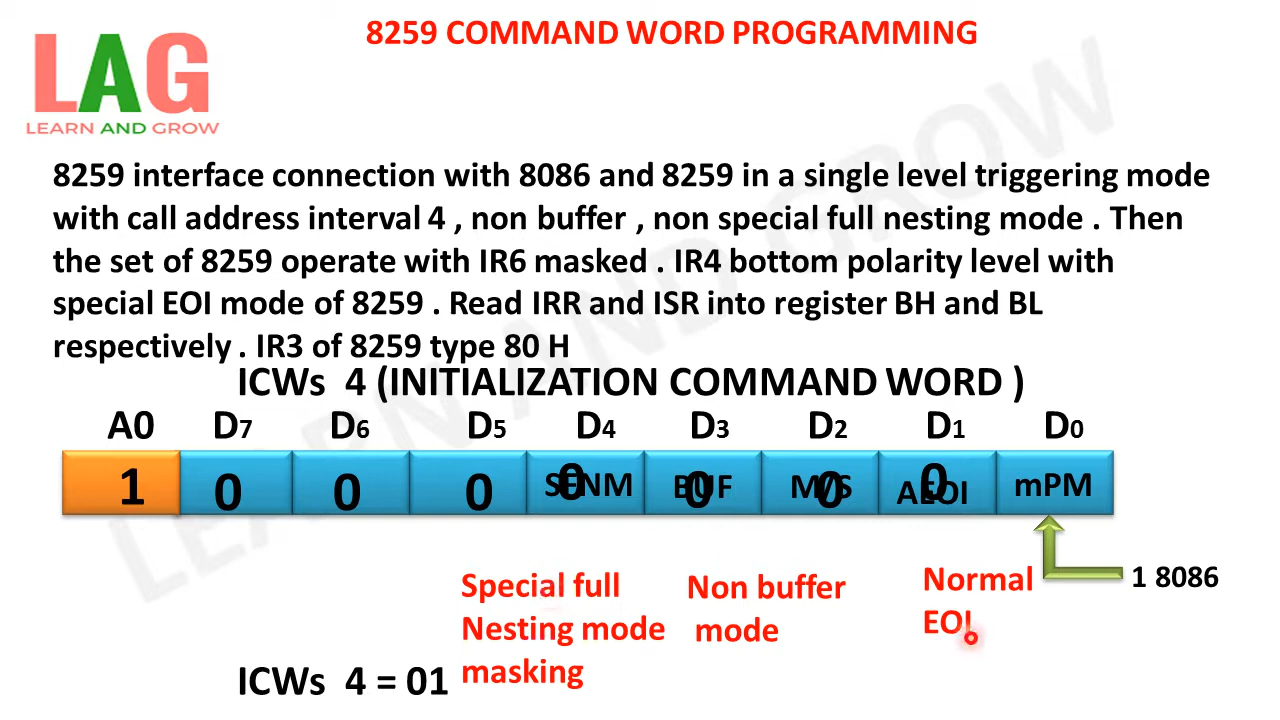 8259 COMMAND WORD PROGRAMMING
LAG
LEARN AND GROW
8259 interface connection with 8086 and 8259 in a single level triggering mode
with call address interval 4 , non buffer , non special full nesting mode . Then
the set of 8259 operate with IR6 masked . IR4 bottom polarity level with
special EOI mode of 8259 . Read IRR and ISR into register BH and BL
respectively . IR3 of 8259 type 80 H
ICWs 4 (INITIALIZATION COMMAND WORD )
A0 D7 D6 D5 D4 D3 D2 D1 D0
1 0 0 0 0 0 0 0
BUF M/S AEOI mPM
1 8086
Special full
Nesting mode
masking
Non buffer
mode
Normal
EOI
ICWs 4 = 01
LEARN AND GROW